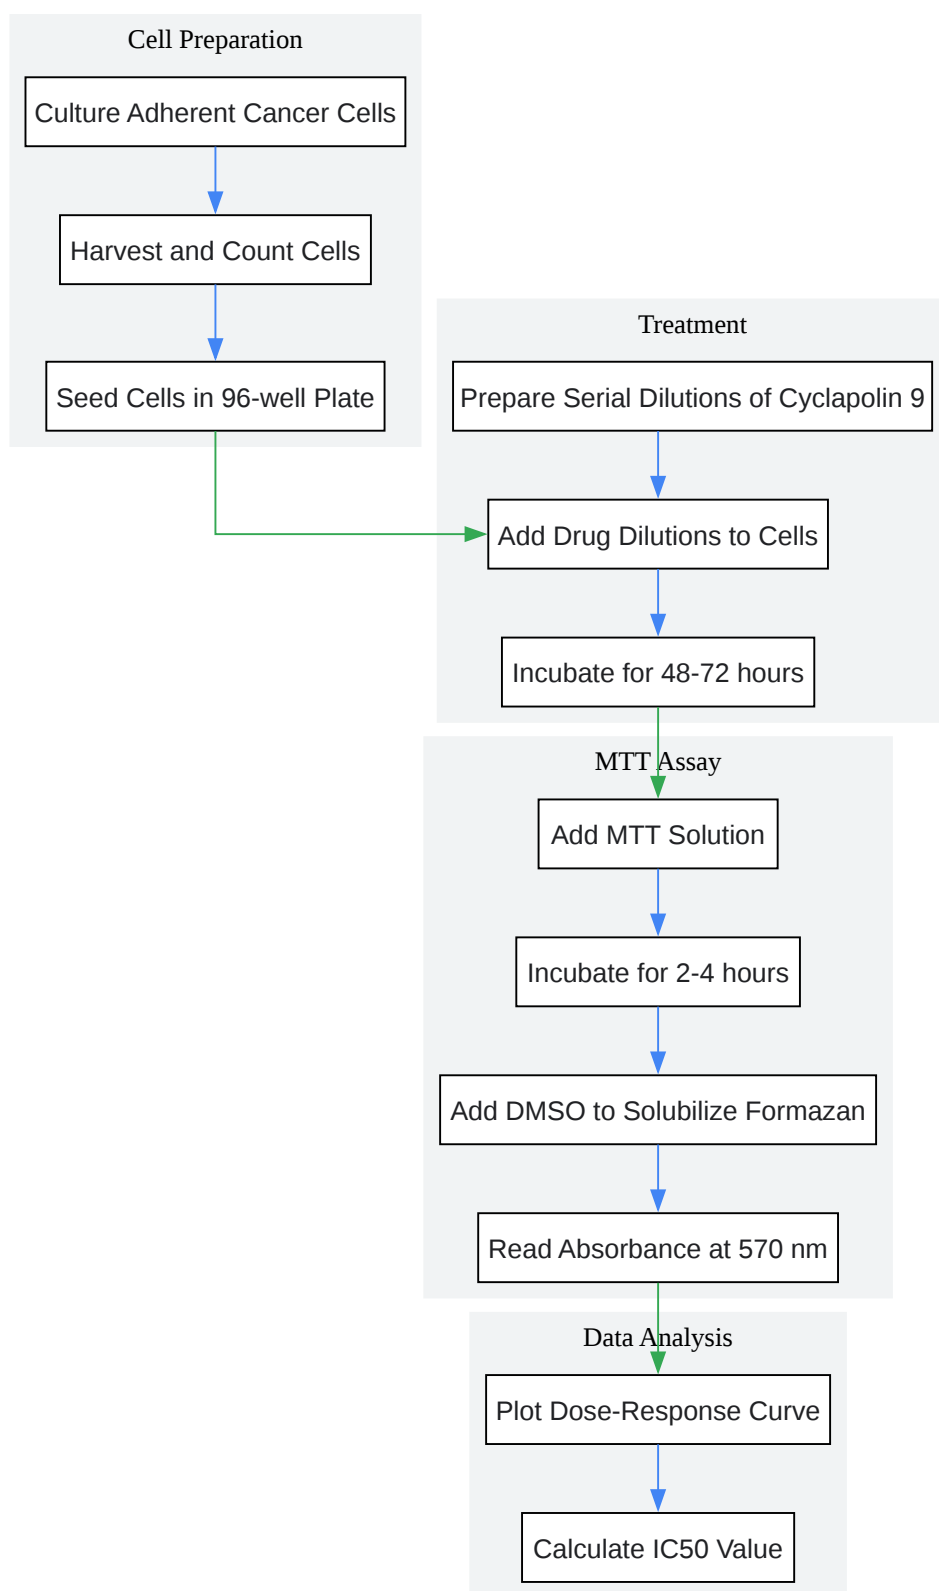 Cell Preparation
Culture Adherent Cancer Cells
Harvest and Count Cells
Seed Cells in 96-well Plate
Treatment
Prepare Serial Dilutions of Cyclapolin 9
Add Drug Dilutions to Cells
Incubate for 48-72 hours
MTT Assay
Add MTT Solution
Incubate for 2-4 hours
Add DMSO to Solubilize Formazan
Read Absorbance at 570 nm
Data Analysis
Plot Dose-Response Curve
Calculate IC50 Value